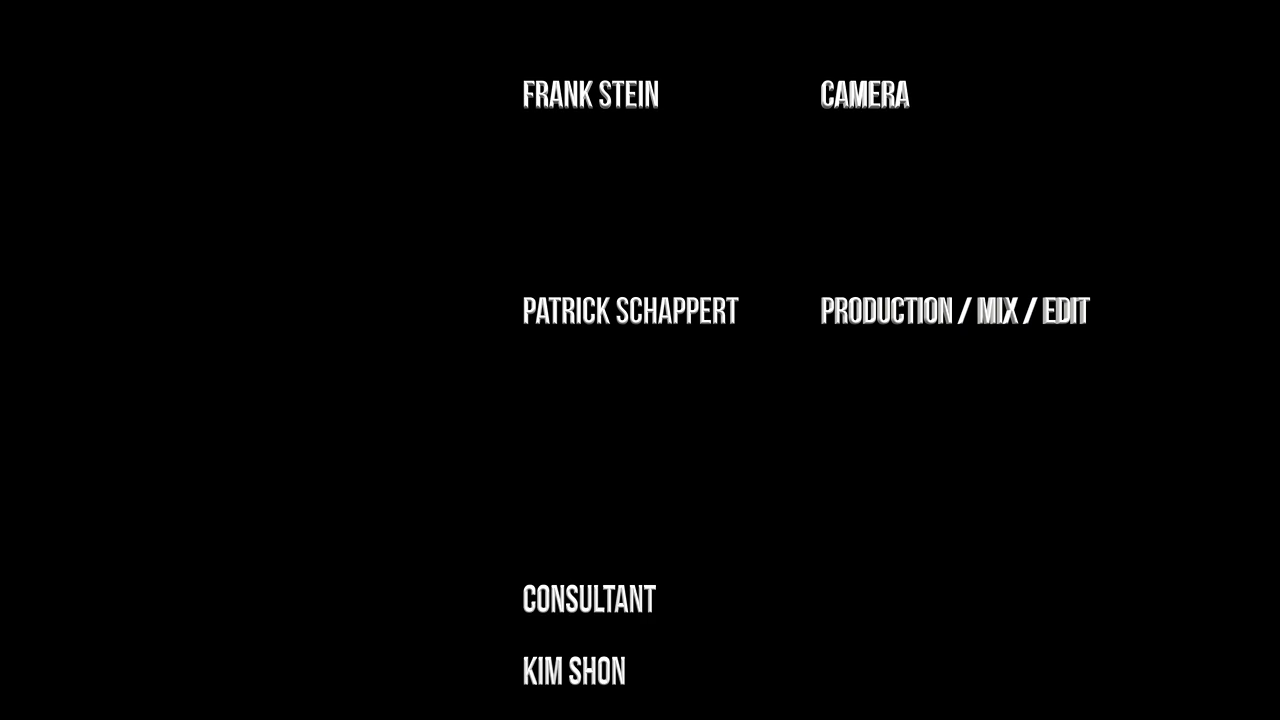 FRANK STEIN CAMERA
PATRICK SCHAPPERT PRODUCTION / MIX / EDIT
CONSULTANT
KIM SHON